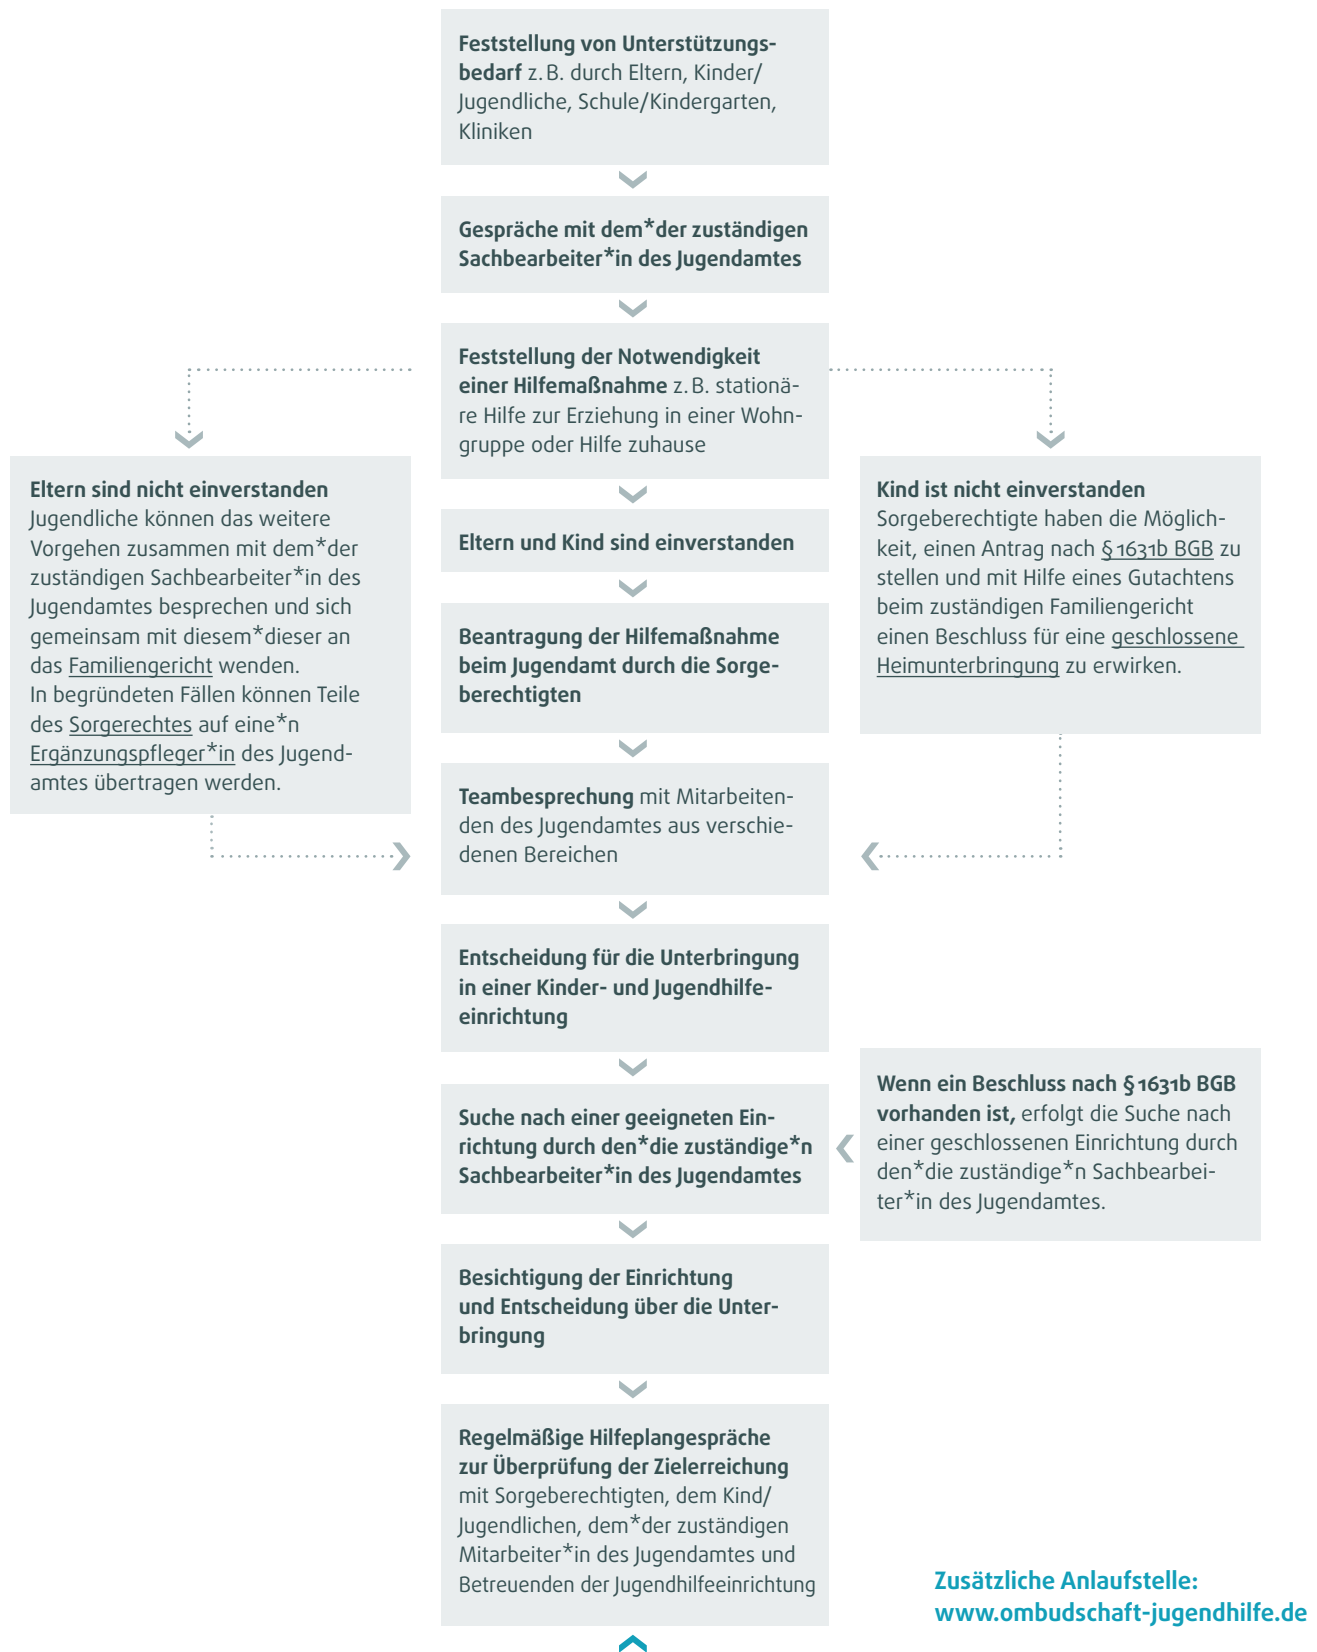 Feststellung von Unterstützungs-
bedarf z. B. durch Eltern, Kinder/
Jugendliche, Schule/Kindergarten,
Kliniken
Gespräche mit dem*der zuständigen
Sachbearbeiter*in des Jugendamtes
Feststellung der Notwendigkeit
einer Hilfemaßnahme z. B. stationä-
re Hilfe zur Erziehung in einer Wohn-
gruppe oder Hilfe zuhause
Eltern sind nicht einverstanden
Jugendliche können das weitere
Vorgehen zusammen mit dem*der
zuständigen Sachbearbeiter*in des
Jugendamtes besprechen und sich
gemeinsam mit diesem*dieser an
das Familiengericht wenden.
In begründeten Fällen können Teile
des Sorgerechtes auf eine*n
Ergänzungspfleger*in des Jugend-
amtes übertragen werden.
Eltern und Kind sind einverstanden
Kind ist nicht einverstanden
Sorgeberechtigte haben die Möglich-
keit, einen Antrag nach § 1631b BGB zu
stellen und mit Hilfe eines Gutachtens
beim zuständigen Familiengericht
einen Beschluss für eine geschlossene
Heimunterbringung zu erwirken.
Beantragung der Hilfemaßnahme
beim Jugendamt durch die Sorge-
berechtigten
Teambesprechung mit Mitarbeiten-
den des Jugendamtes aus verschie-
denen Bereichen
Entscheidung für die Unterbringung
in einer Kinder- und Jugendhilfe-
einrichtung
Suche nach einer geeigneten Ein-
richtung durch den*die zuständige*n
Sachbearbeiter*in des Jugendamtes
Wenn ein Beschluss nach § 1631b BGB
vorhanden ist, erfolgt die Suche nach
einer geschlossenen Einrichtung durch
den*die zuständige*n Sachbearbei-
ter*in des Jugendamtes.
Besichtigung der Einrichtung
und Entscheidung über die Unter-
bringung
Regelmäßige Hilfeplangespräche
zur Überprüfung der Zielerreichung
mit Sorgeberechtigten, dem Kind/
Jugendlichen, dem*der zuständigen
Mitarbeiter*in des Jugendamtes und
Betreuenden der Jugendhilfeeinrichtung
Zusätzliche Anlaufstelle:
www.ombudschaft-jugendhilfe.de